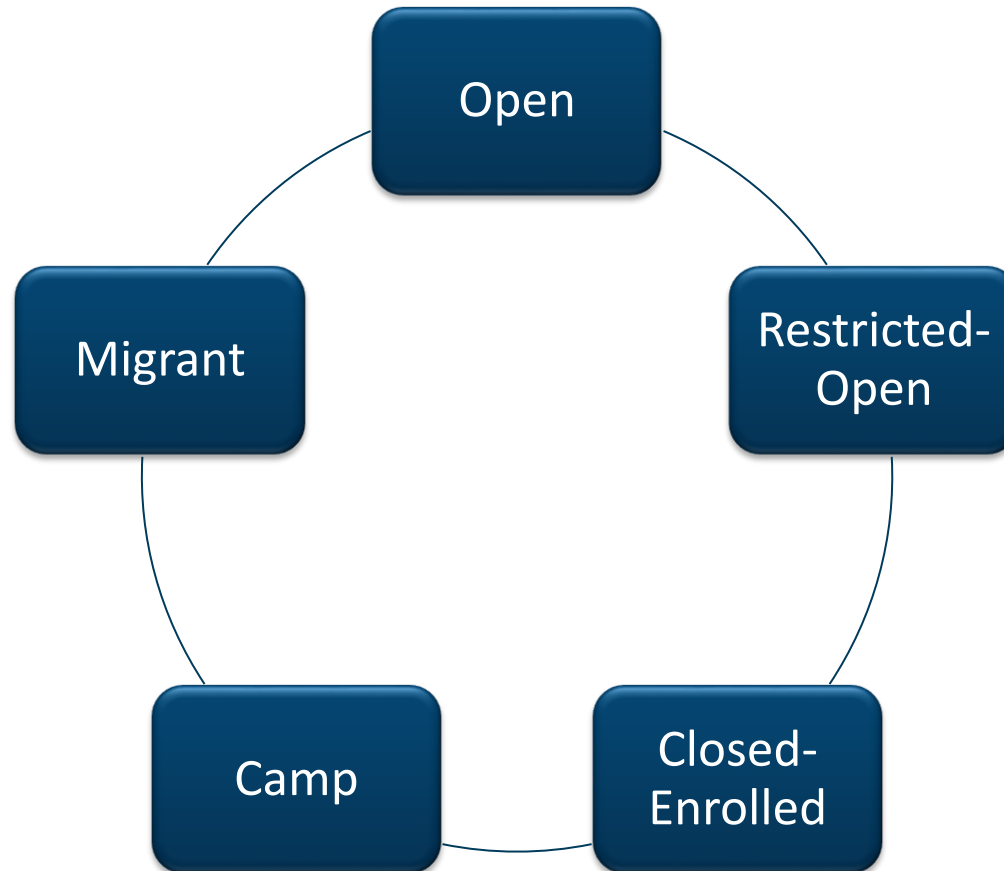 Open
Restricted-
Open
Closed-
Enrolled
Camp
Migrant